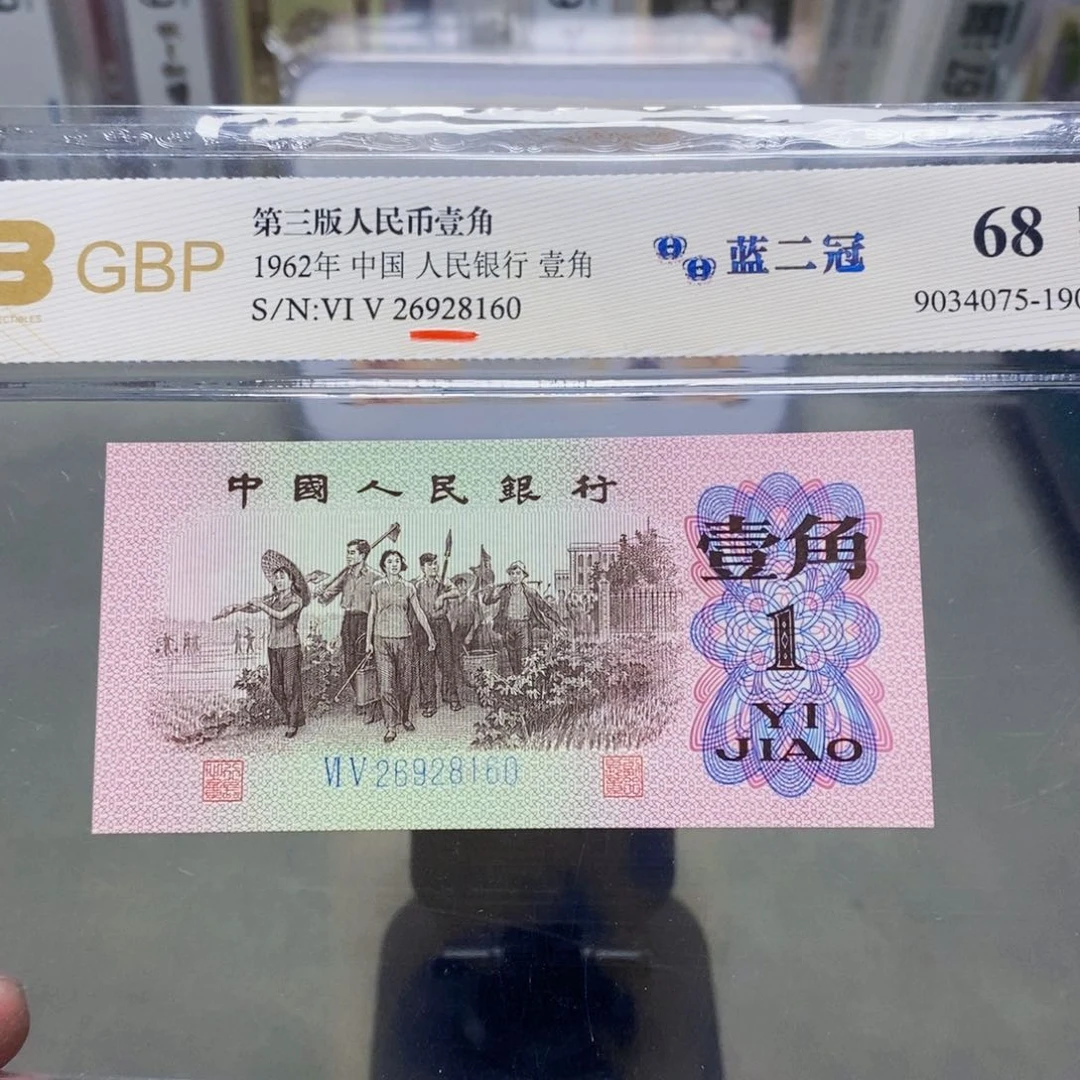 GBP
第三版人民币壹角
1962年 中国 人民银行 壹角
S/N:VI V 26928160
蓝二冠
68
9034075-190
中國人民銀行
壹角
1
YI
JIAO
VI V 26928160